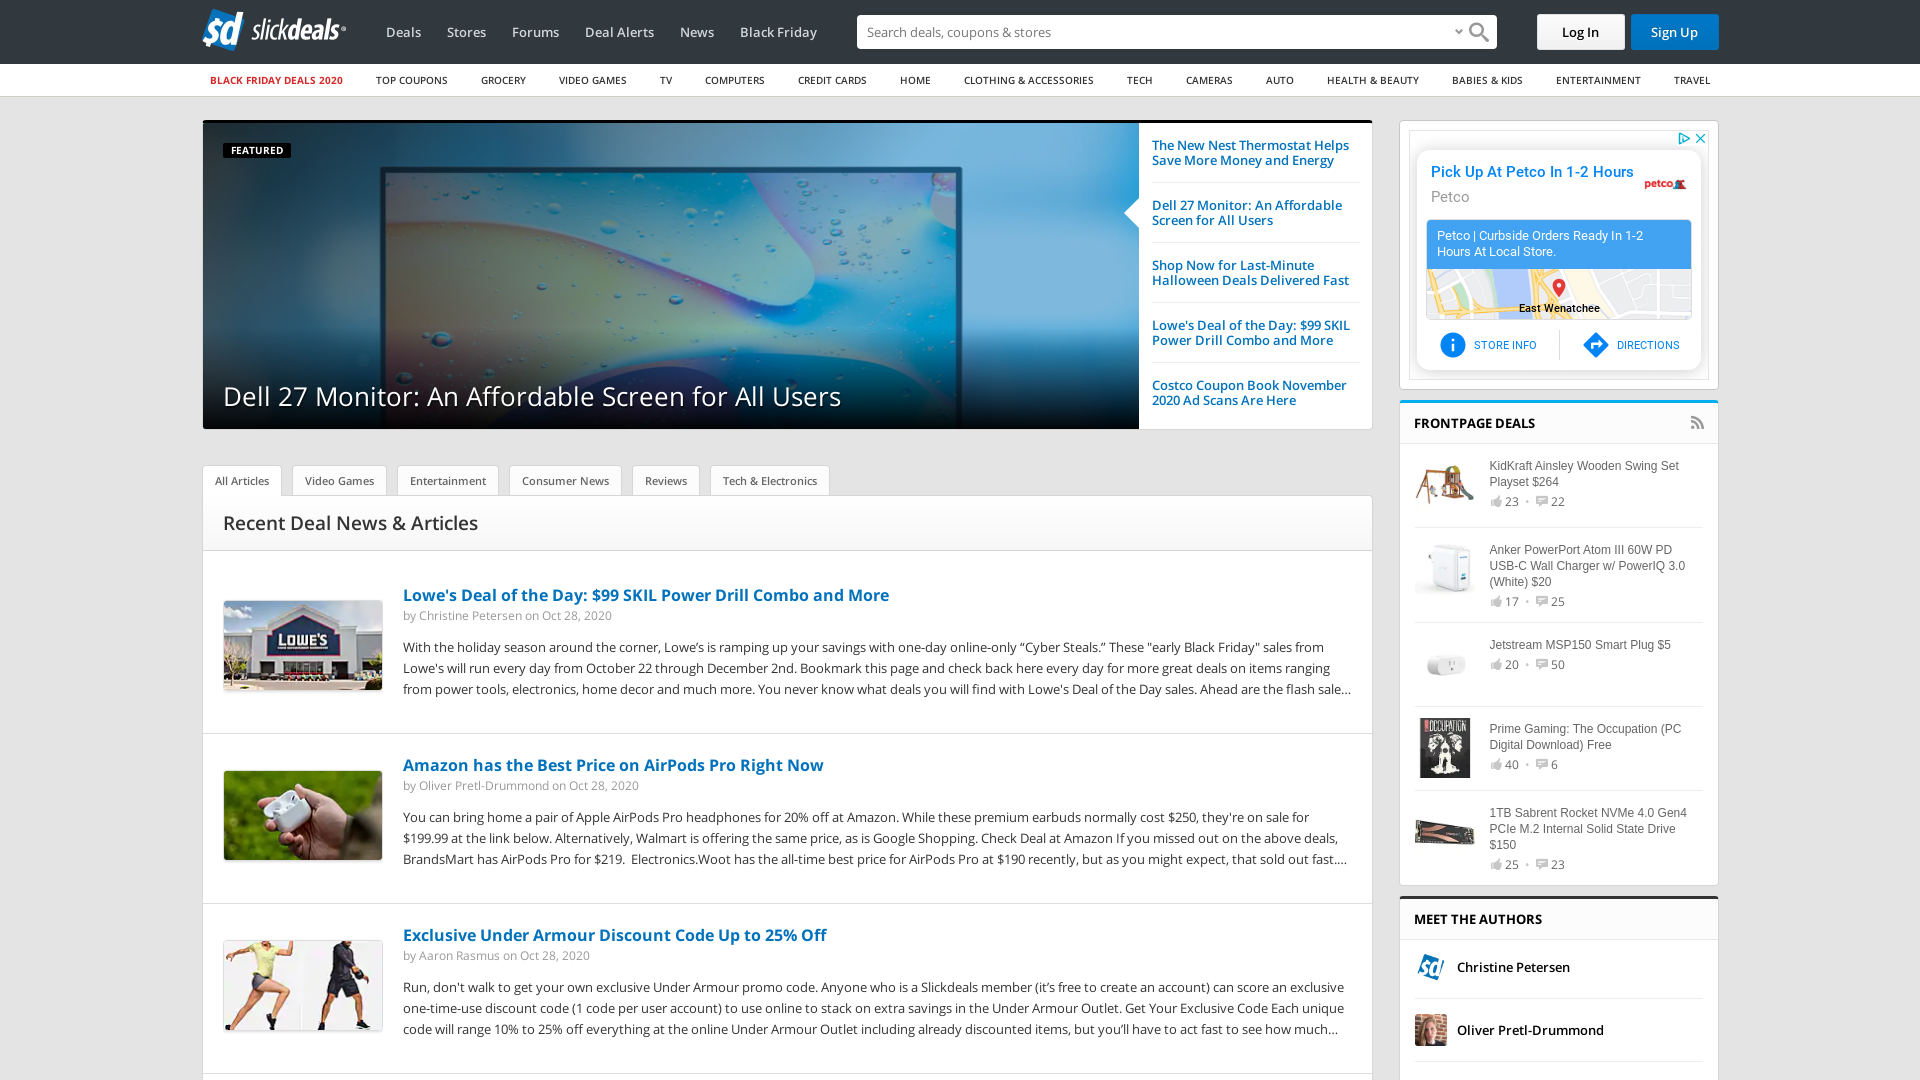 slickdeals
Deals
Stores
Forums
Deal Alerts
News
Black Friday
Search deals, coupons & stores
Log In
Sign Up
BLACK FRIDAY DEALS 2020
TOP COUPONS
GROCERY
VIDEO GAMES
TV
COMPUTERS
CREDIT CARDS
HOME
CLOTHING & ACCESSORIES
TECH
CAMERAS
AUTO
HEALTH & BEAUTY
BABIES & KIDS
ENTERTAINMENT
TRAVEL
FEATURED
Dell 27 Monitor: An Affordable Screen for All Users
The New Nest Thermostat Helps
Save More Money and Energy
Dell 27 Monitor: An Affordable
Screen for All Users
Shop Now for Last-Minute
Halloween Deals Delivered Fast
Lowe's Deal of the Day: $99 SKIL
Power Drill Combo and More
Costco Coupon Book November
2020 Ad Scans Are Here
All Articles
Video Games
Entertainment
Consumer News
Reviews
Tech & Electronics
Recent Deal News & Articles
LOWE'S
Lowe's Deal of the Day: $99 SKIL Power Drill Combo and More
by Christine Petersen on Oct 28, 2020
With the holiday season around the corner, Lowe’s is ramping up your savings with one-day online-only “Cyber Steals.” These "early Black Friday" sales from
Lowe's will run every day from October 22 through December 2nd. Bookmark this page and check back here every day for more great deals on items ranging
from power tools, electronics, home decor and much more. You never know what deals you will find with Lowe's Deal of the Day sales. Ahead are the flash sale...
Amazon has the Best Price on AirPods Pro Right Now
by Oliver Pretl-Drummond on Oct 28, 2020
You can bring home a pair of Apple AirPods Pro headphones for 20% off at Amazon. While these premium earbuds normally cost $250, they're on sale for
$199.99 at the link below. Alternatively, Walmart is offering the same price, as is Google Shopping. Check Deal at Amazon If you missed out on the above deals,
BrandsMart has AirPods Pro for $219.  Electronics.Woot has the all-time best price for AirPods Pro at $190 recently, but as you might expect, that sold out fast....
Exclusive Under Armour Discount Code Up to 25% Off
by Aaron Rasmus on Oct 28, 2020
Run, don't walk to get your own exclusive Under Armour promo code. Anyone who is a Slickdeals member (it’s free to create an account) can score an exclusive
one-time-use discount code (1 code per user account) to use online to stack on extra savings in the Under Armour Outlet. Get Your Exclusive Code Each unique
code will range 10% to 25% off everything at the online Under Armour Outlet including already discounted items, but you’ll have to act fast to see how much...
Pick Up At Petco In 1-2 Hours
Petco
petco
Petco | Curbside Orders Ready In 1-2
Hours At Local Store.
East Wenatchee
STORE INFO
DIRECTIONS
FRONTPAGE DEALS
KidKraft Ainsley Wooden Swing Set
Playset $264
23 • 22
Anker PowerPort Atom III 60W PD
USB-C Wall Charger w/ PowerIQ 3.0
(White) $20
17 • 25
Jetstream MSP150 Smart Plug $5
20 • 50
OCCUPATION
Prime Gaming: The Occupation (PC
Digital Download) Free
40 • 6
1TB Sabrent Rocket NVMe 4.0 Gen4
PCIe M.2 Internal Solid State Drive
$150
25 • 23
MEET THE AUTHORS
sd
Christine Petersen
Oliver Pretl-Drummond